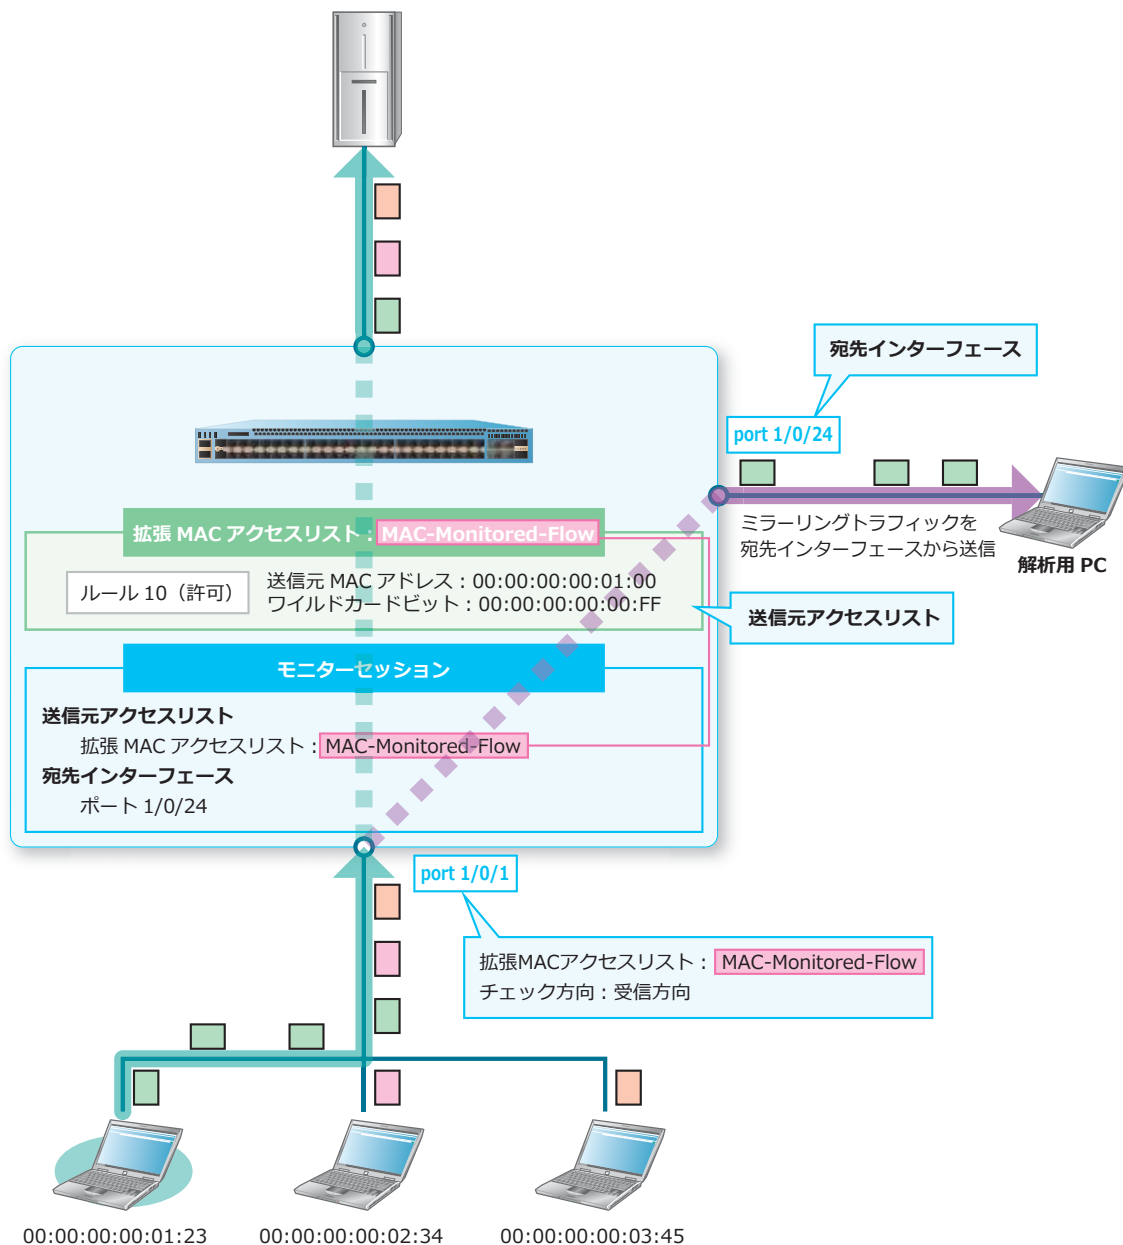 宛先インターフェース
port 1/0/24
ミラーリングトラフィックを
宛先インターフェースから送信
解析用 PC
拡張 MAC アクセスリスト：MAC-Monitored-Flow
ルール 10（許可）
送信元 MAC アドレス：00:00:00:00:01:00
ワイルドカードビット：00:00:00:00:00:FF
送信元アクセスリスト
モニターセッション
送信元アクセスリスト
拡張 MAC アクセスリスト：MAC-Monitored-Flow
宛先インターフェース
ポート 1/0/24
port 1/0/1
拡張MACアクセスリスト： MAC-Monitored-Flow
チェック方向：受信方向
00:00:00:00:01:23
00:00:00:00:02:34
00:00:00:00:03:45